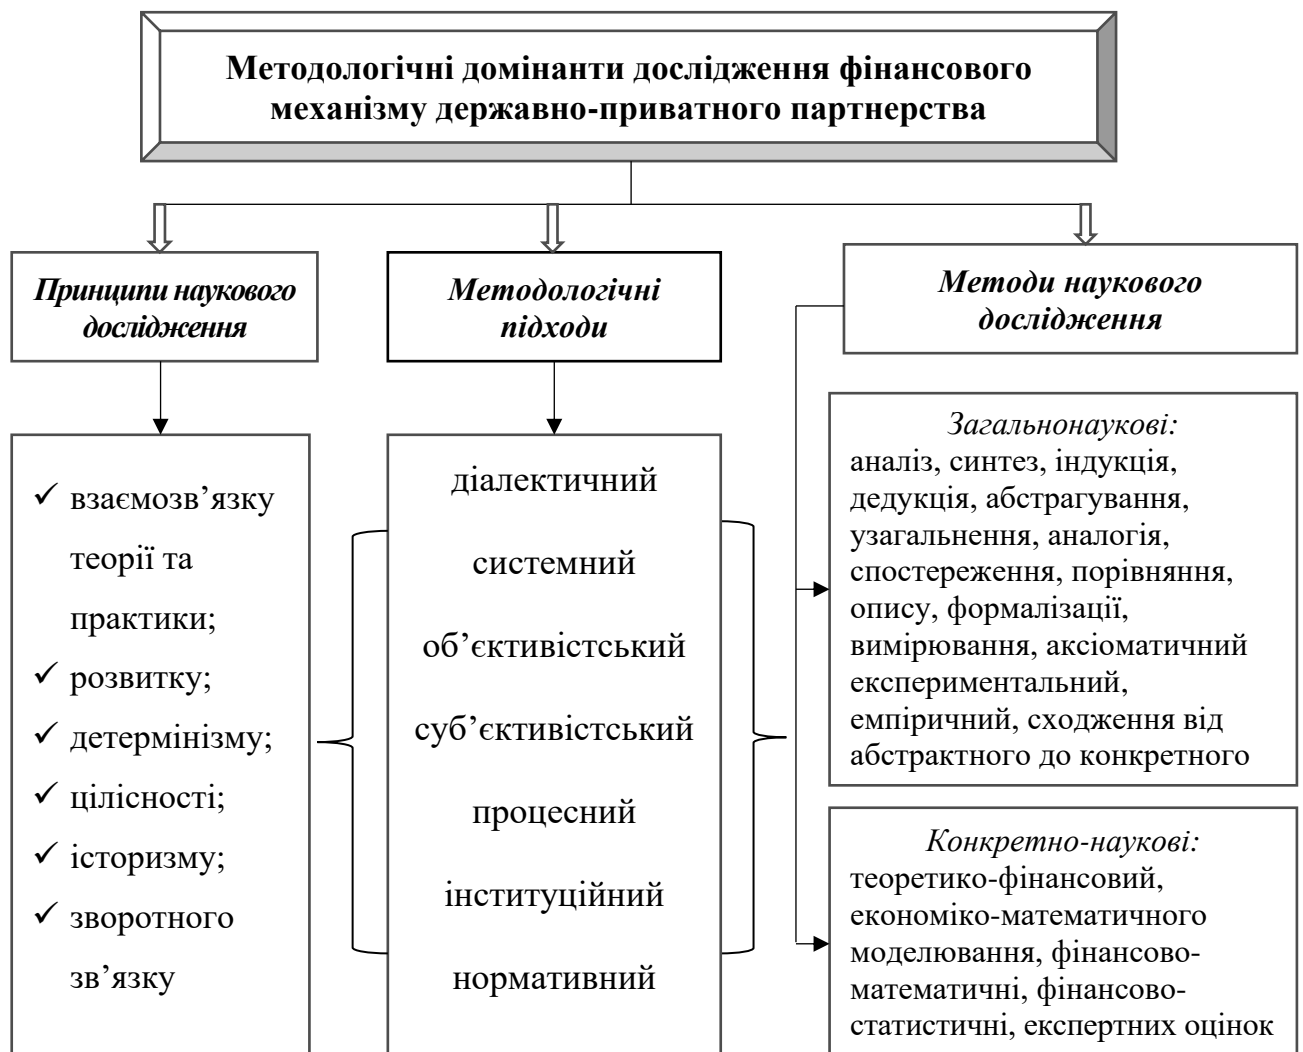 Методологічні домінанти дослідження фінансового
механізму державно-приватного партнерства
Принципи наукового
дослідження
Методологічні
підходи
Методи наукового
дослідження
взаємозв’язку
теорії та
практики;
розвитку;
детермінізму;
цілісності;
історизму;
зворотного
зв’язку
діалектичний
системний
об’єктивістський
суб’єктивістський
процесний
інституційний
нормативний
Загальнонаукові:
аналіз, синтез, індукція,
дедукція, абстрагування,
узагальнення, аналогія,
спостереження, порівняння,
опису, формалізації,
вимірювання, аксіоматичний
експериментальний,
емпіричний, сходження від
абстрактного до конкретного
Конкретно-наукові:
теоретико-фінансовий,
економіко-математичного
моделювання, фінансово-
математичні, фінансово-
статистичні, експертних оцінок